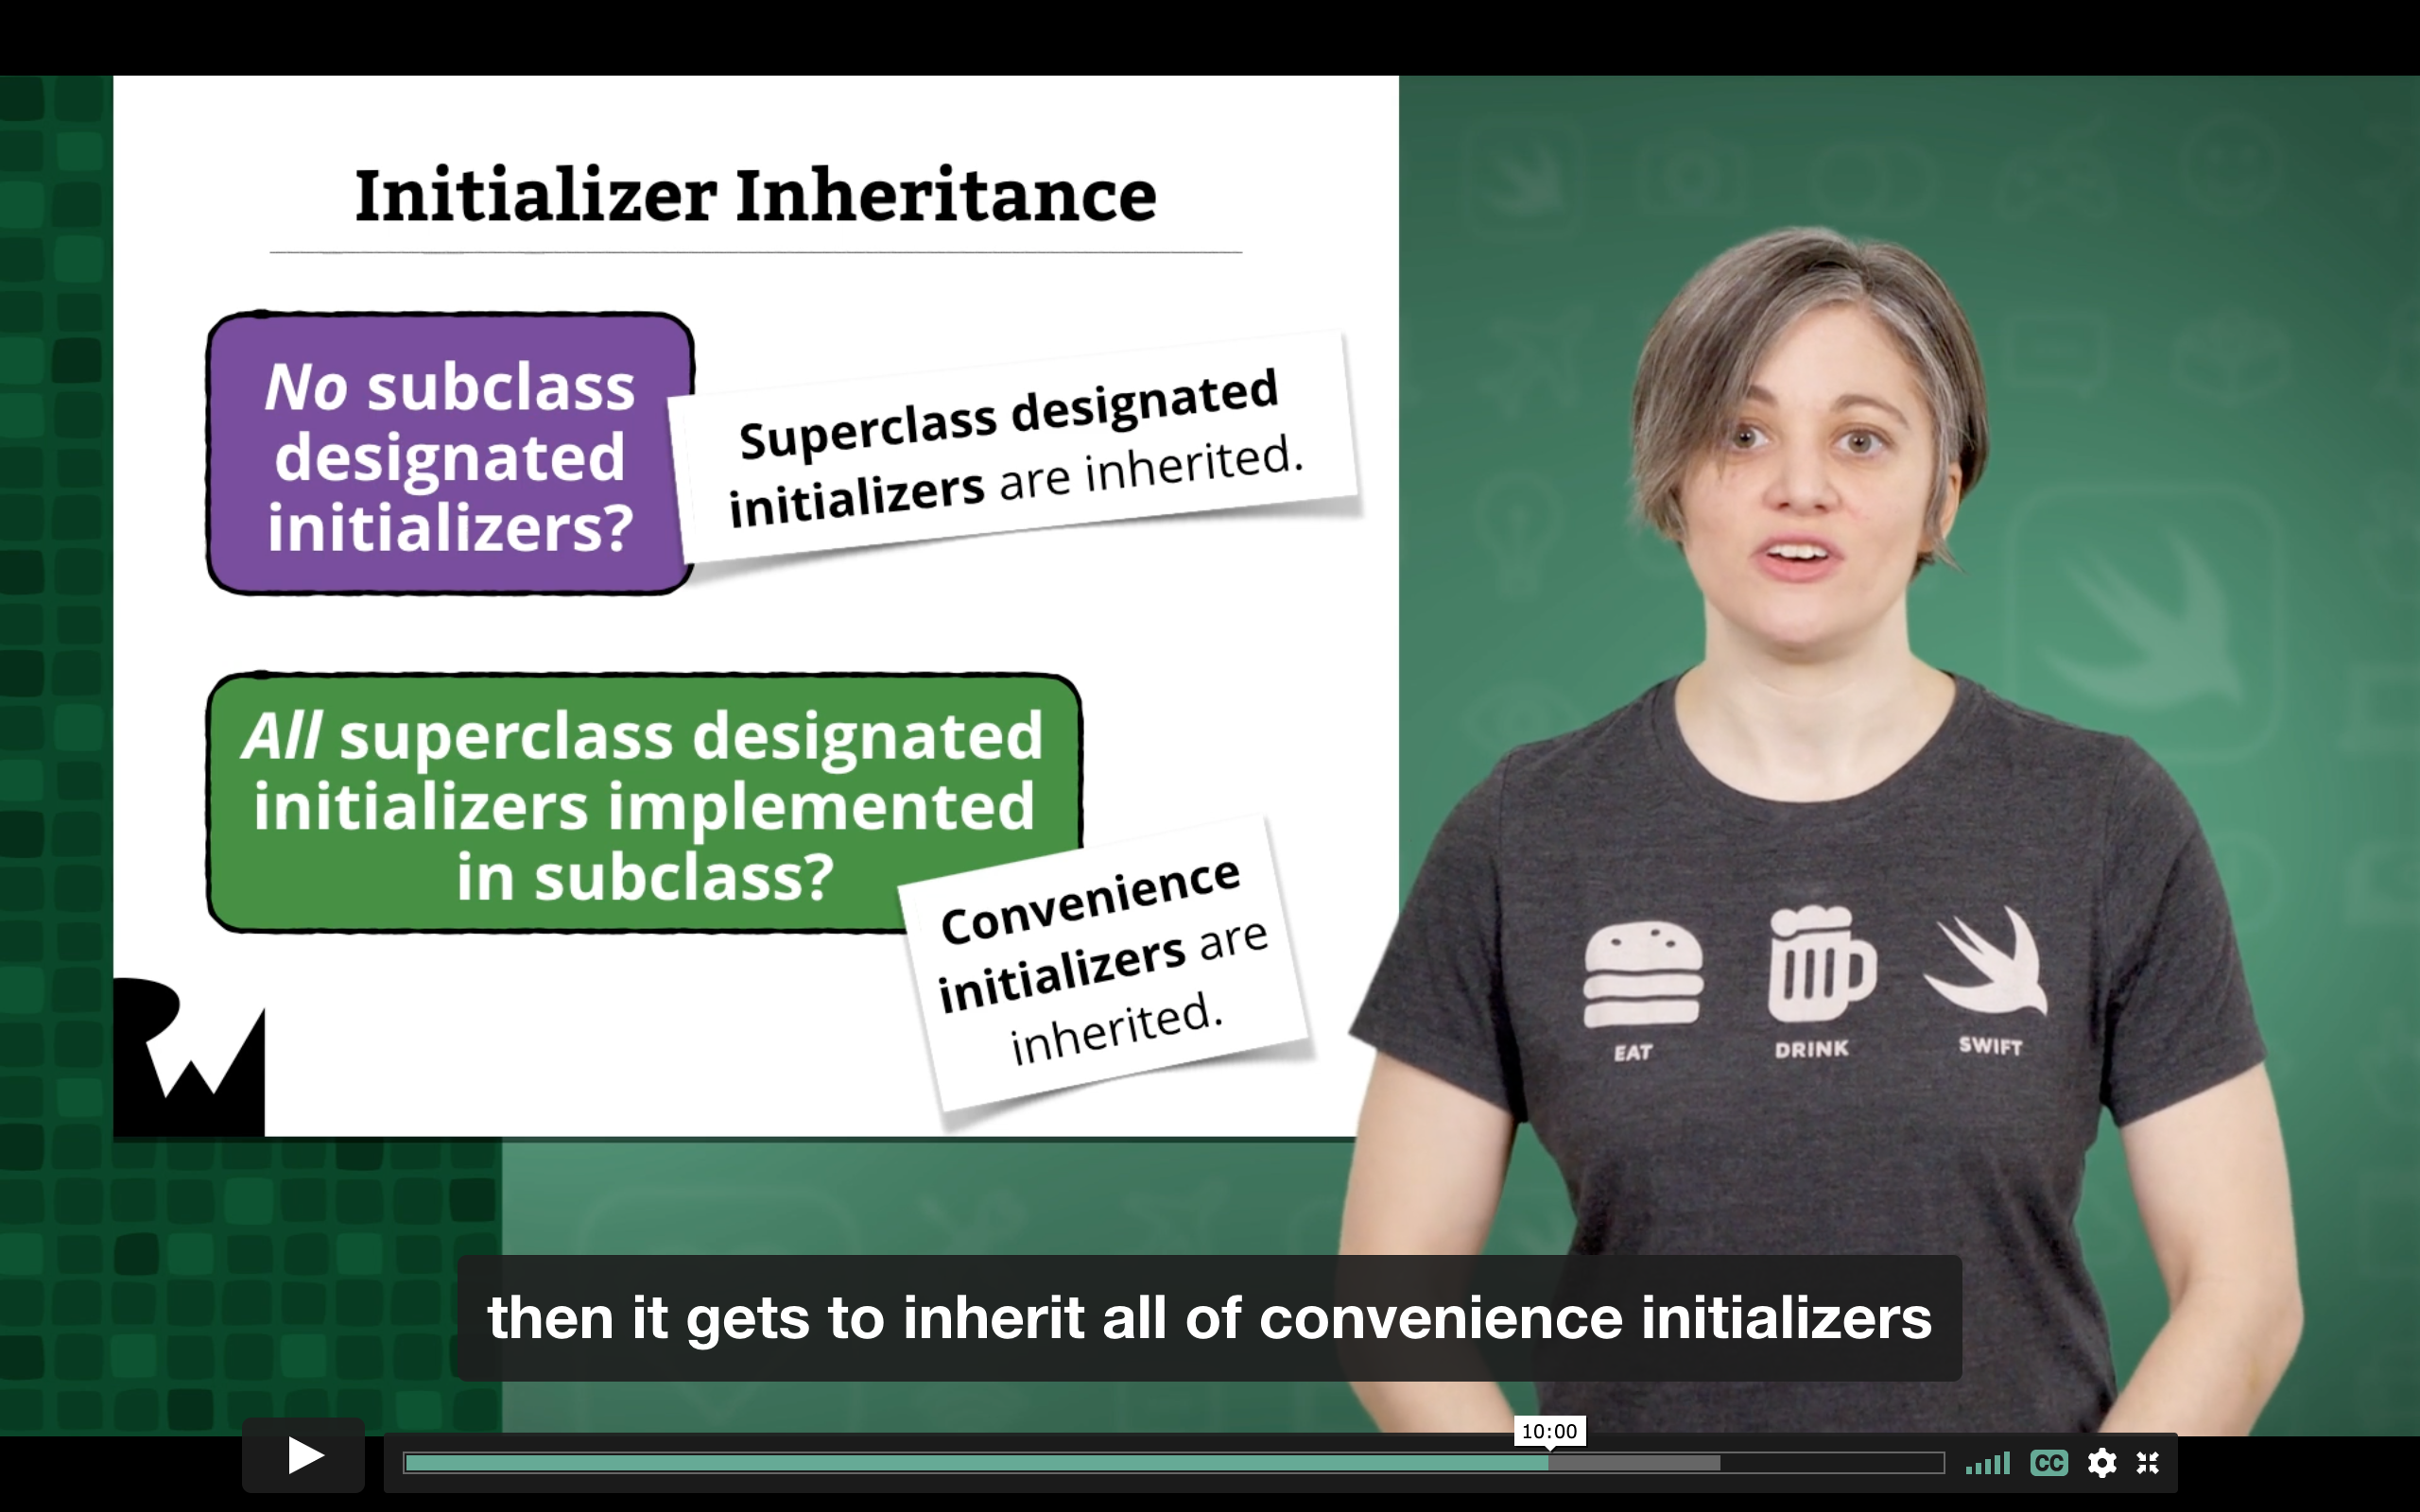 Initializer Inheritance
No subclass
designated
initializers?
Superclass designated
initializers are inherited.
All superclass designated
initializers implemented
in subclass?
Convenience
initializers are
inherited.
EAT
DRINK
SWIFT
then it gets to inherit all of convenience initializers
10:00
CC